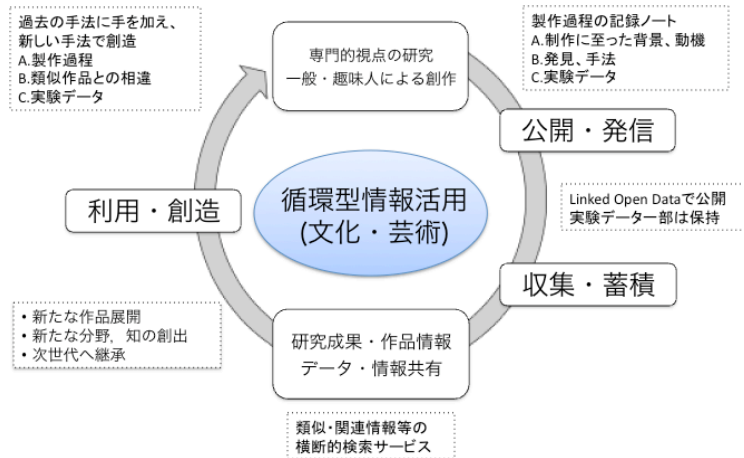 過去の手法に手を加え、
新しい手法で創造
A.製作過程
B.類似作品との相違
C.実験データ
専門的視点の研究
一般・趣味人による創作
製作過程の記録ノート
A.制作に至った背景、動機
B.発見、手法
C.実験データ
公開・発信
利用・創造
循環型情報活用
(文化・芸術)
Linked Open Dataで公開
実験データ一部は保持
収集・蓄積
• 新たな作品展開
• 新たな分野，知の創出
• 次世代へ継承
研究成果・作品情報
データ・情報共有
類似・関連情報等の
横断的検索サービス